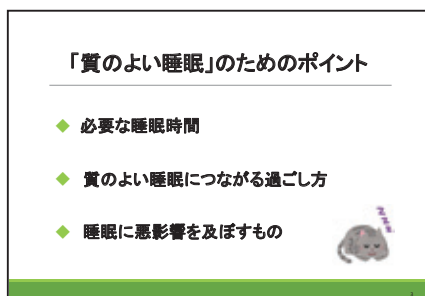 「質のよい睡眠」のためのポイント
必要な睡眠時間
質のよい睡眠につながる過ごし方
睡眠に悪影響を及ぼすもの
zzz